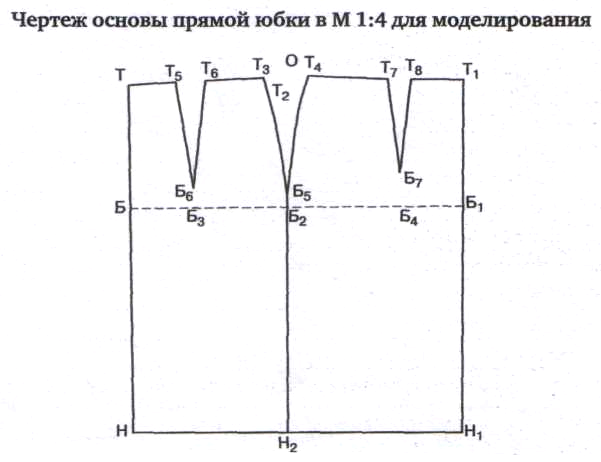 Чертеж основы прямой юбки в М 1:4 для моделирования
Т Т5 Т6 Т3 О Т4 Т7 Т8 Т1
Т2
Б6 Б5 Б7
Б Б3 Б2 Б4 Б1
Н Н2 Н1